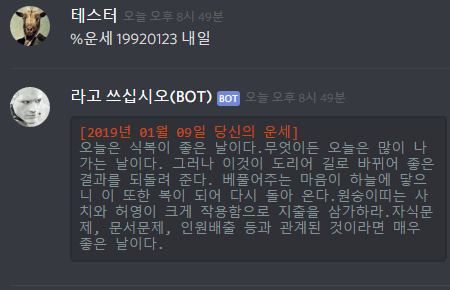 테스터 오늘 오후 8시 49분
%운세 19920123 내일
라고 쓰십시오(BOT) BOT 오늘 오후 8시 49분
[2019년 01월 09일 당신의 운세]
오늘은 식복이 좋은 날이다.무엇이든 오늘은 많이 나
가는 날이다. 그러나 이것이 도리어 길로 바뀌어 좋은
결과를 되돌려 준다. 베풀어주는 마음이 하늘에 닿으
니 이 또한 복이 되어 다시 돌아 온다.원숭이띠는 사
치와 허영이 크게 작용함으로 지출을 삼가하라.자식문
제, 문서문제, 인원배출 등과 관계된 것이라면 매우
좋은 날이다.